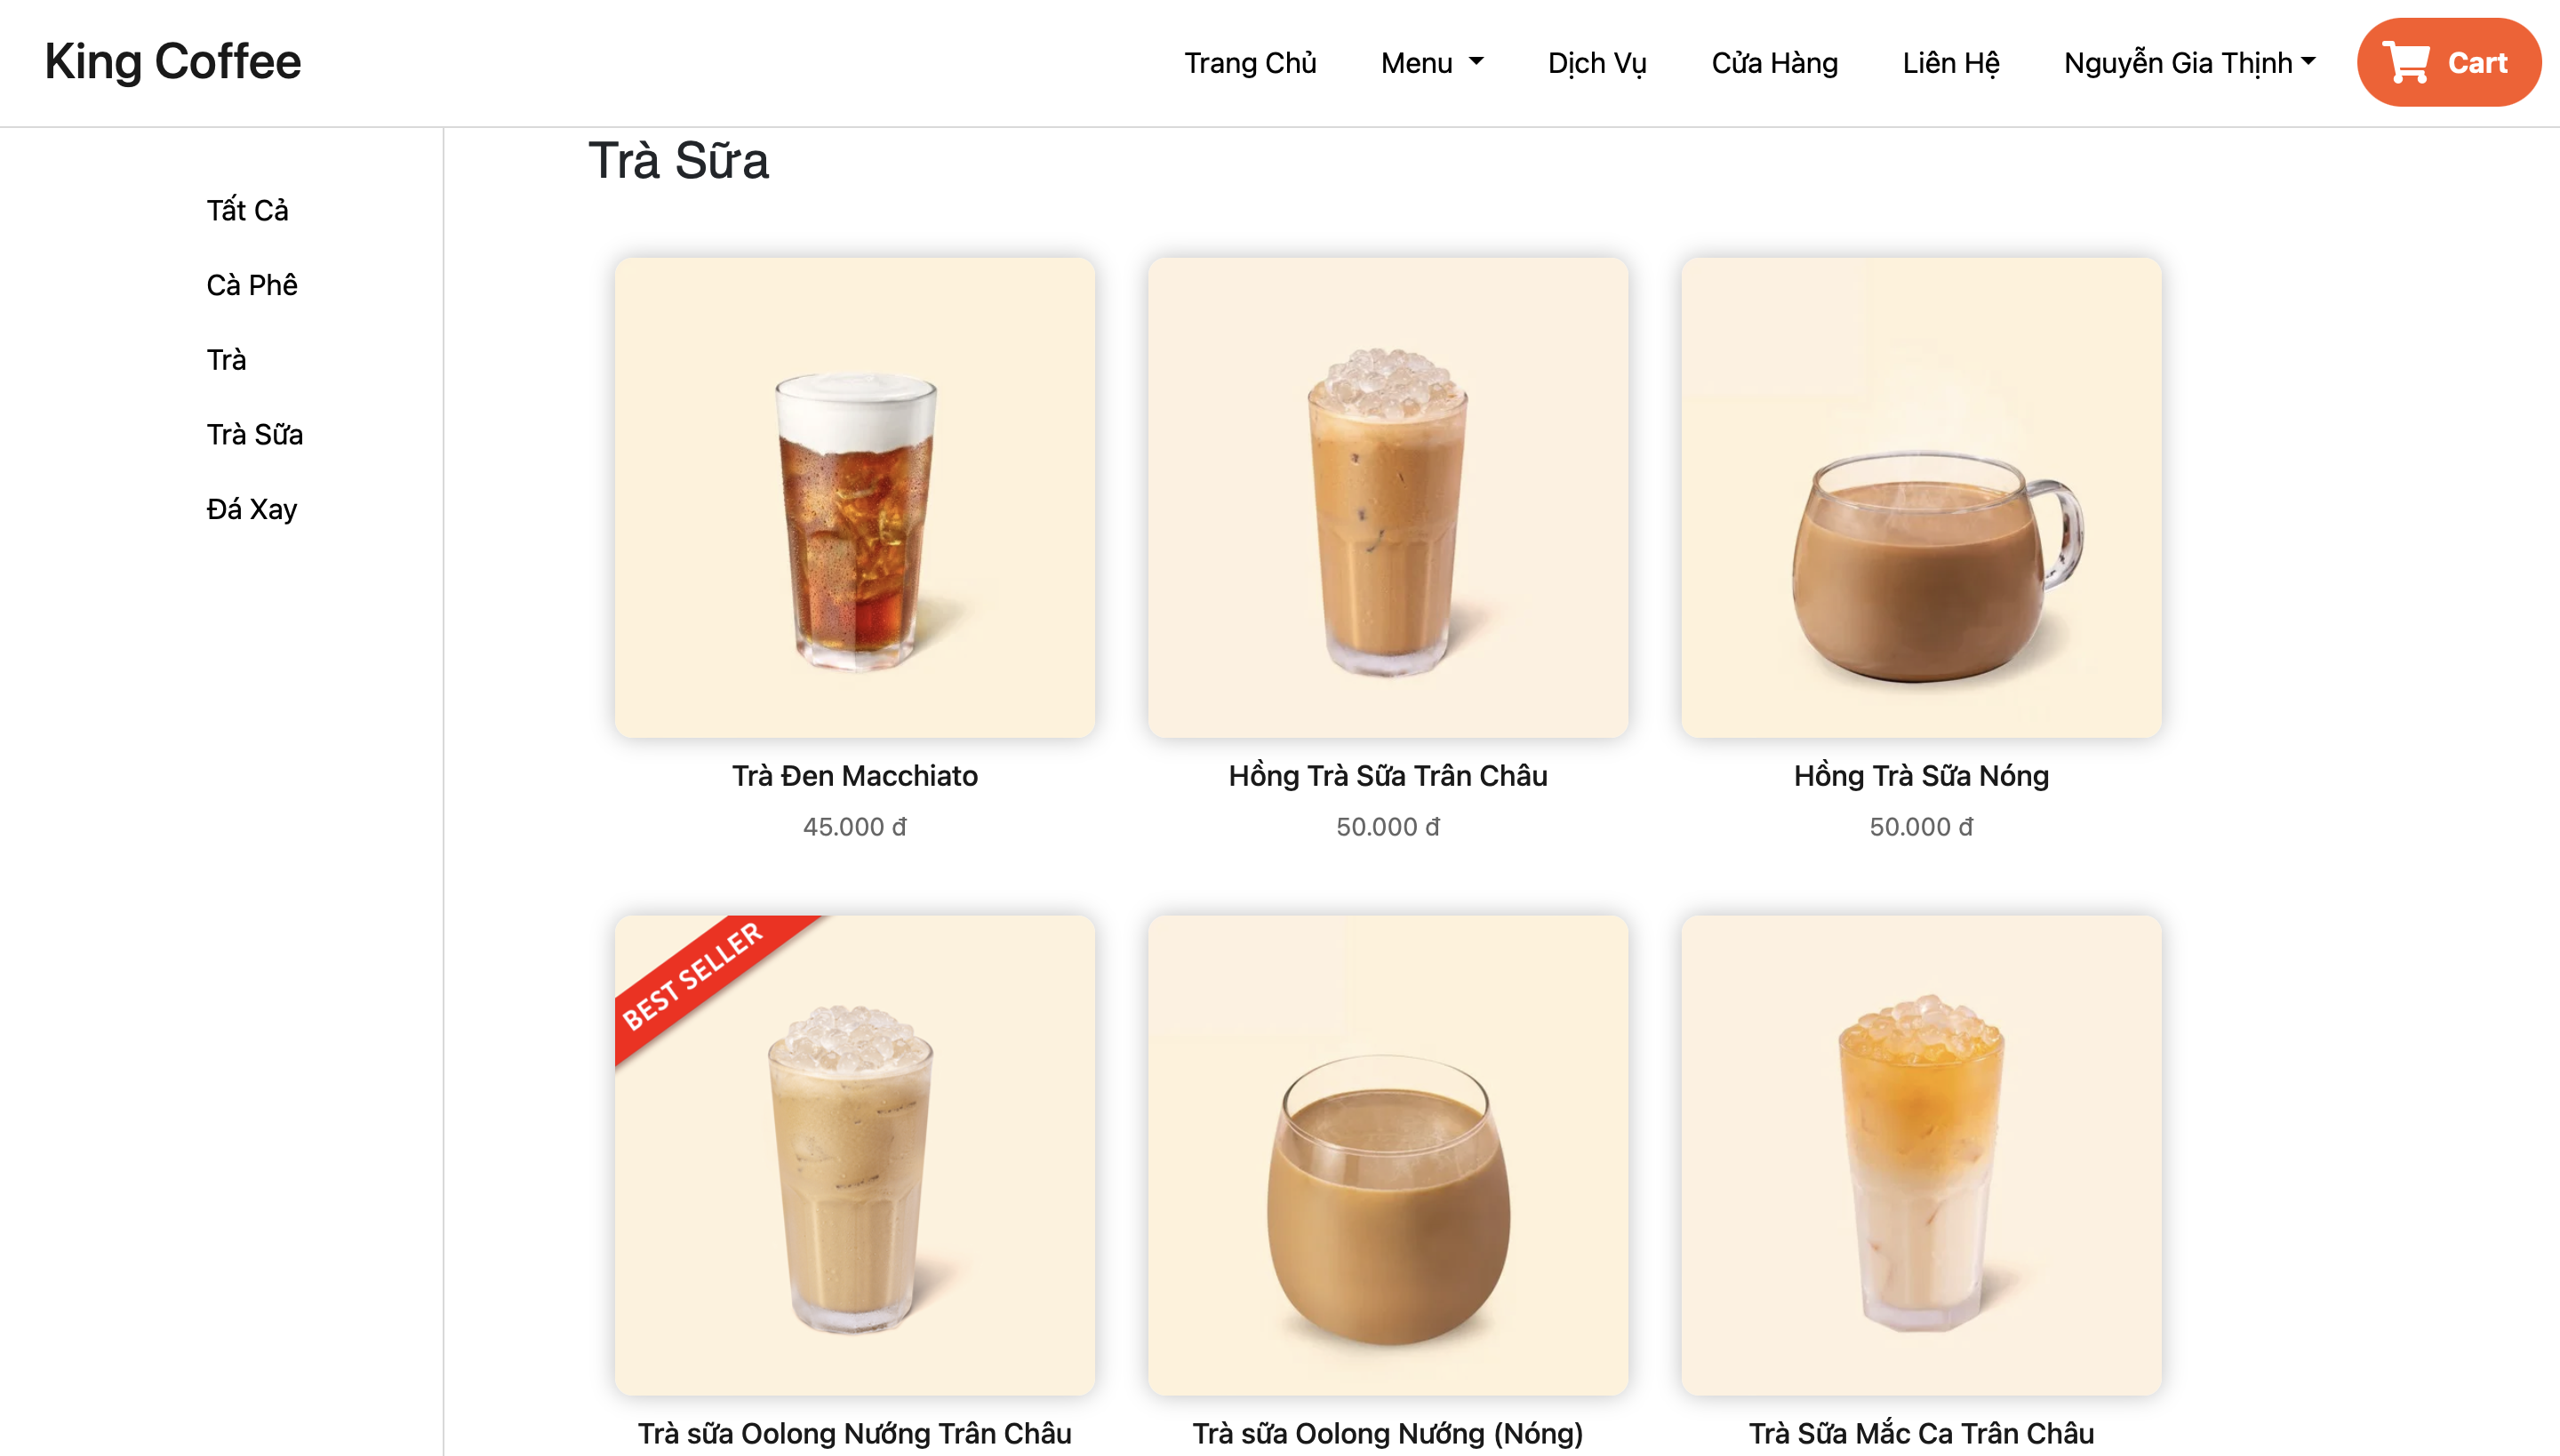 King Coffee
Trang Chủ
Menu
Dịch Vụ
Cửa Hàng
Liên Hệ
Nguyễn Gia Thịnh
Cart
Tất Cả
Cà Phê
Trà
Trà Sữa
Đá Xay
Trà Sữa
Trà Đen Macchiato
45.000 đ
Hồng Trà Sữa Trân Châu
50.000 đ
Hồng Trà Sữa Nóng
50.000 đ
BEST SELLER
Trà sữa Oolong Nướng Trân Châu
Trà sữa Oolong Nướng (Nóng)
Trà Sữa Mắc Ca Trân Châu